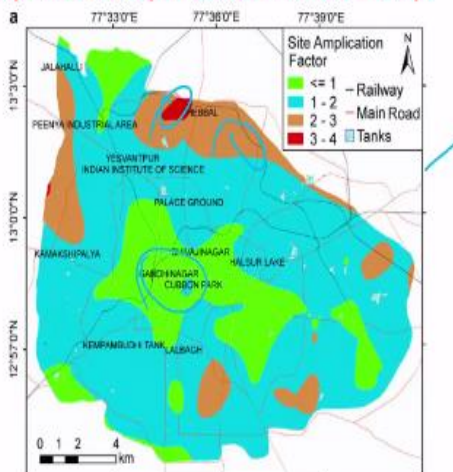 a
77°33'0"E 77°36'0"E 77°39'0"E
Site Amplication
Factor
N
<= 1
1 - 2
2 - 3
3 - 4
Railway
Main Road
Tanks
13°3'0"N
13°0'0"N
12°57'0"N
JALAHALLI
HEBBAL
PEENYA INDUSTRIAL AREA
YESVANTPUR
INDIAN INSTITUTE OF SCIENCE
PALACE GROUND
KAMAKSHIPALYA
SHIVAJINAGAR
HALSUR LAKE
GANDHINAGAR
CUBBON PARK
KEMPAMBUDHI TANK
LALBAGH
0 1 2 4
km